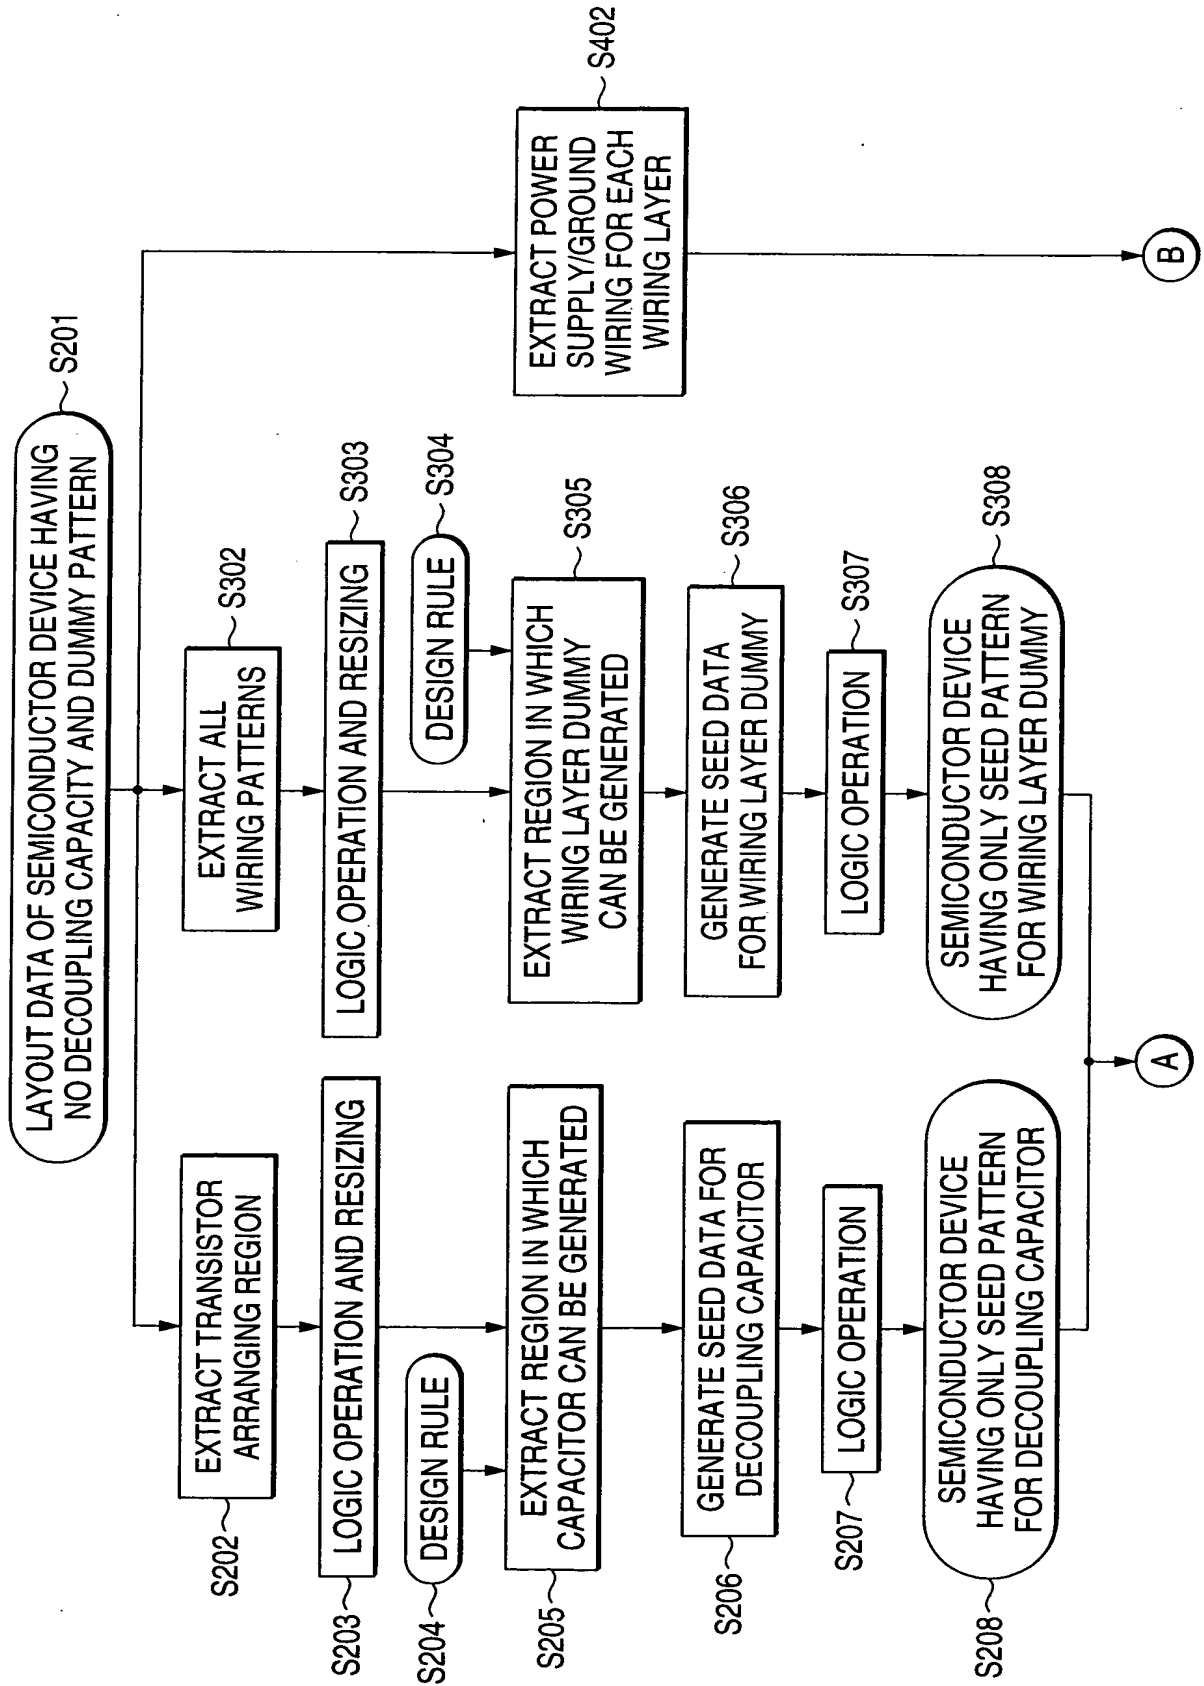 LAYOUT DATA OF SEMICONDUCTOR DEVICE HAVING
NO DECOUPLING CAPACITY AND DUMMY PATTERN
S201
EXTRACT TRANSISTOR
ARRANGING REGION
S202
LOGIC OPERATION AND RESIZING
S203
DESIGN RULE
S204
EXTRACT REGION IN WHICH
CAPACITOR CAN BE GENERATED
S205
GENERATE SEED DATA FOR
DECOUPLING CAPACITOR
S206
LOGIC OPERATION
S207
SEMICONDUCTOR DEVICE
HAVING ONLY SEED PATTERN
FOR DECOUPLING CAPACITOR
S208
EXTRACT ALL
WIRING PATTERNS
S302
LOGIC OPERATION AND RESIZING
S303
DESIGN RULE
S304
EXTRACT REGION IN WHICH
WIRING LAYER DUMMY
CAN BE GENERATED
S305
GENERATE SEED DATA
FOR WIRING LAYER DUMMY
S306
LOGIC OPERATION
S307
SEMICONDUCTOR DEVICE
HAVING ONLY SEED PATTERN
FOR WIRING LAYER DUMMY
S308
A
EXTRACT POWER
SUPPLY/GROUND
WIRING FOR EACH
WIRING LAYER
S402
B